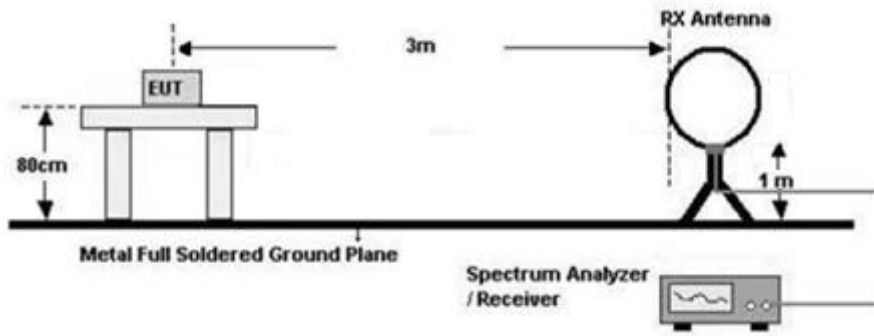 RX Antenna
3m
EUT
80cm
1 m
Metal Full Soldered Ground Plane
Spectrum Analyzer
/ Receiver